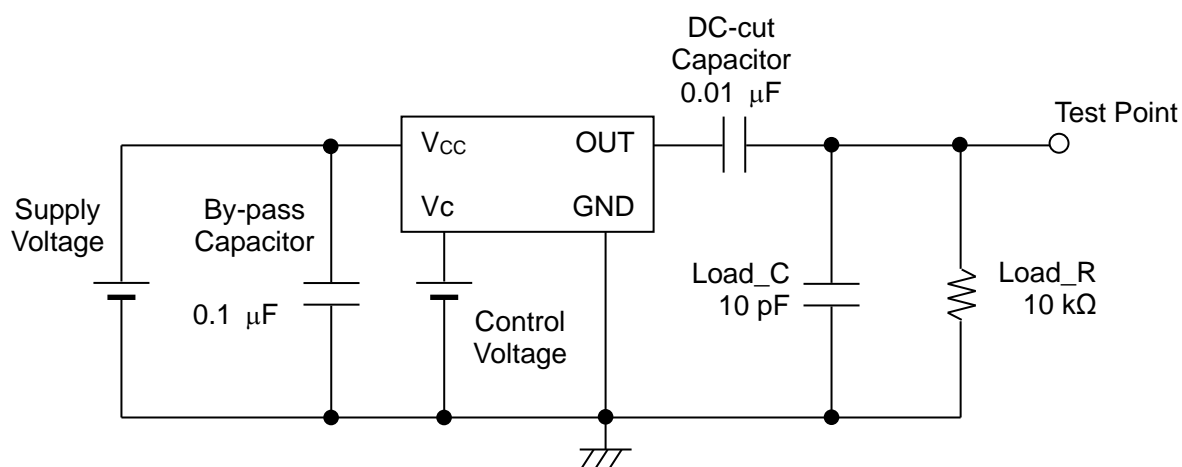 DC-cut
Capacitor
0.01 μF
Test Point
VCC
OUT
Vc
GND
Supply
Voltage
By-pass
Capacitor
0.1 μF
Control
Voltage
Load_C
10 pF
Load_R
10 kΩ